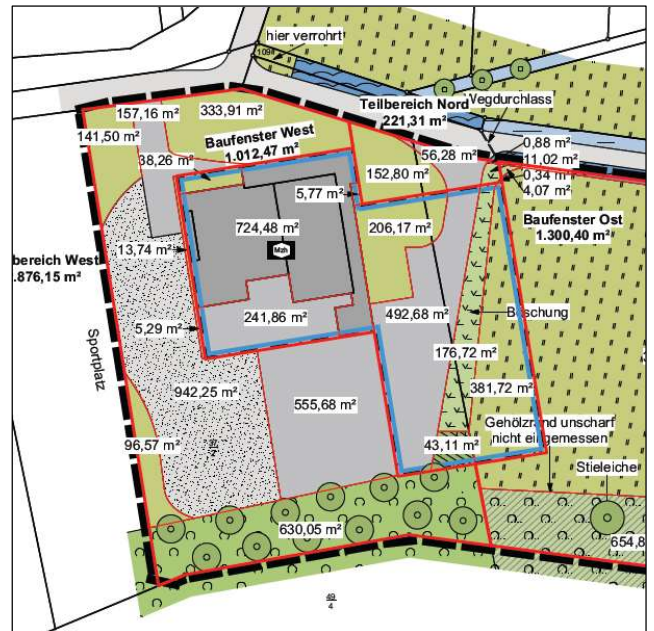 hier verrohrt
109
157,16 m²
333,91 m²
Teilbereich Nord
221,31 m²
Wegdurchlass
141,50 m²
Baufenster West
1.012,47 m²
38,26 m²
56,28 m²
0,88 m²
11,02 m²
0,34 m²
4,07 m²
152,80 m²
5,77 m²
Baufenster Ost
1.300,40 m²
724,48 m²
206,17 m²
Mzh
13,74 m²
bereich West
.876,15 m²
Sportplatz
5,29 m²
241,86 m²
492,68 m²
Böschung
176,72 m²
942,25 m²
555,68 m²
381,72 m²
Gehölzrand unscharf
nicht eingemessen
96,57 m²
43,11 m²
Stieleiche
630,05 m²
654,8
49
4